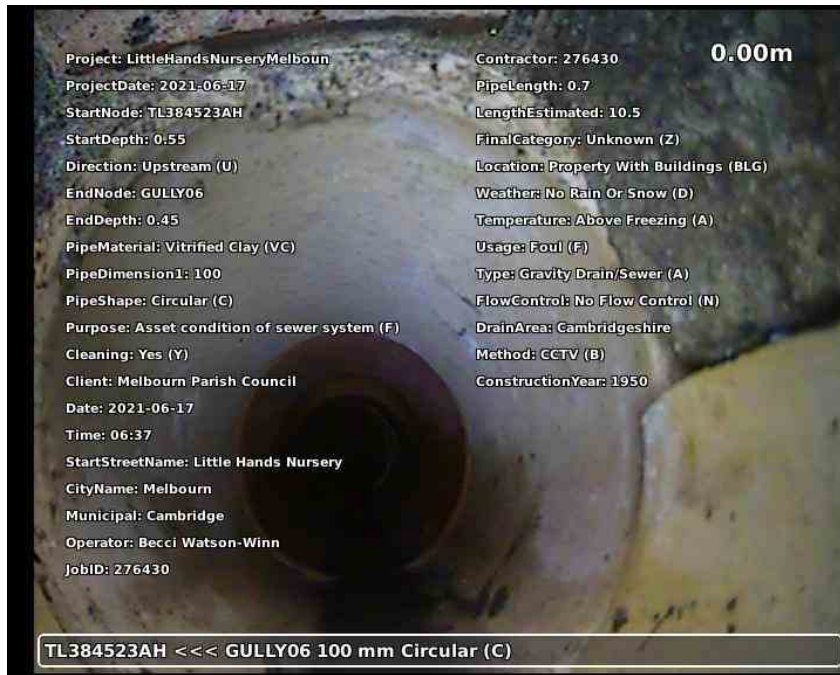 0.00m
Project: LittleHandsNurseryMelboun
ProjectDate: 2021-06-17
StartNode: TL384523AH
StartDepth: 0.55
Direction: Upstream (U)
EndNode: GULLY06
EndDepth: 0.45
PipeMaterial: Vitrified Clay (VC)
PipeDimension1: 100
PipeShape: Circular (C)
Purpose: Asset condition of sewer system (F)
Cleaning: Yes (Y)
Client: Melbourn Parish Council
Date: 2021-06-17
Time: 06:37
StartStreetName: Little Hands Nursery
CityName: Melbourn
Municipal: Cambridge
Operator: Becci Watson-Winn
JobID: 276430
Contractor: 276430
PipeLength: 0.7
LengthEstimated: 10.5
FinalCategory: Unknown (Z)
Location: Property With Buildings (BLG)
Weather: No Rain Or Snow (D)
Temperature: Above Freezing (A)
Usage: Foul (F)
Type: Gravity Drain/Sewer (A)
FlowControl: No Flow Control (N)
DrainArea: Cambridgeshire
Method: CCTV (B)
ConstructionYear: 1950
TL384523AH <<< GULLY06 100 mm Circular (C)